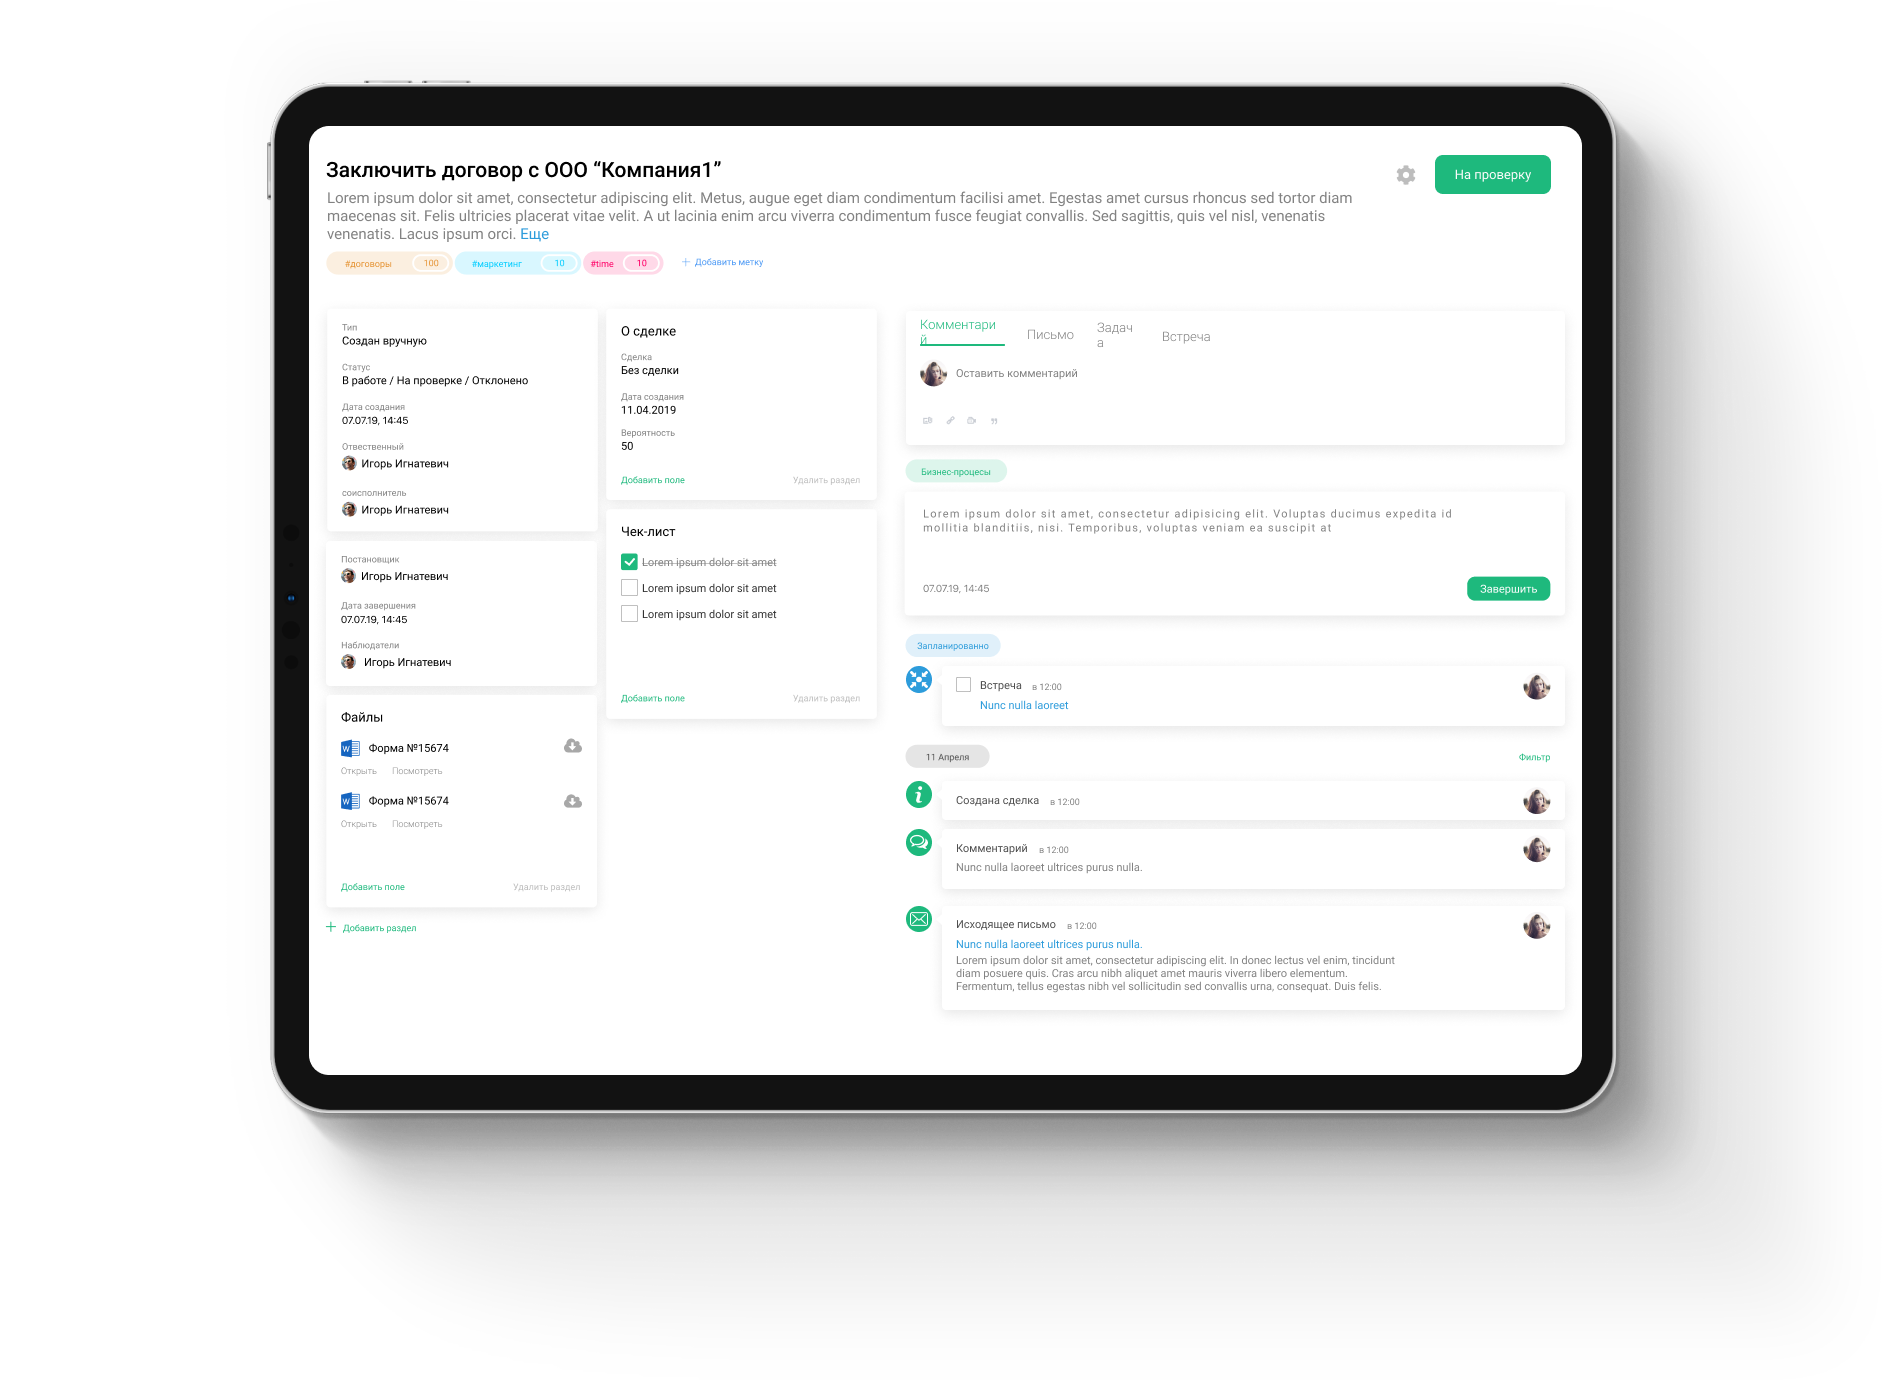 Заключить договор с ООО “Компания1”
На проверку
Lorem ipsum dolor sit amet, consectetur adipiscing elit. Metus, augue eget diam condimentum facilisi amet. Egestas amet cursus rhoncus sed tortor diam
maecenas sit. Felis ultricies placerat vitae velit. A ut lacinia enim arcu viverra condimentum fusce feugiat convallis. Sed sagittis, quis vel nisl, venenatis
venenatis. Lacus ipsum orci. Еще
#договоры 100 #маркетинг 10 #time 10 + Добавить метку
Тип
Создан вручную
Статус
В работе / На проверке / Отклонено
Дата создания
07.07.19, 14:45
Отвественный
Игорь Игнатевич
соисполнитель
Игорь Игнатевич
Постановщик
Игорь Игнатевич
Дата завершения
07.07.19, 14:45
Наблюдатели
Игорь Игнатевич
Файлы
Форма №15674
Открыть Посмотреть
Форма №15674
Открыть Посмотреть
Добавить поле Удалить раздел
+ Добавить раздел
О сделке
Сделка
Без сделки
Дата создания
11.04.2019
Вероятность
50
Добавить поле Удалить раздел
Чек-лист
Lorem ipsum dolor sit amet
Lorem ipsum dolor sit amet
Lorem ipsum dolor sit amet
Добавить поле Удалить раздел
Комментари
й
Письмо
Задач
а
Встреча
Оставить комментарий
Бизнес-процесы
Lorem ipsum dolor sit amet, consectetur adipisicing elit. Voluptas ducimus expedita id
mollitia blanditiis, nisi. Temporibus, voluptas veniam ea suscipit at
07.07.19, 14:45
Завершить
Запланированно
Встреча в 12:00
Nunc nulla laoreet
11 Апреля
Фильтр
Создана сделка в 12:00
Комментарий в 12:00
Nunc nulla laoreet ultrices purus nulla.
Исходящее письмо в 12:00
Nunc nulla laoreet ultrices purus nulla.
Lorem ipsum dolor sit amet, consectetur adipiscing elit. In donec lectus vel enim, tincidunt
diam posuere quis. Cras arcu nibh aliquet amet mauris viverra libero elementum.
Fermentum, tellus egestas nibh vel sollicitudin sed convallis urna, consequat. Duis felis.